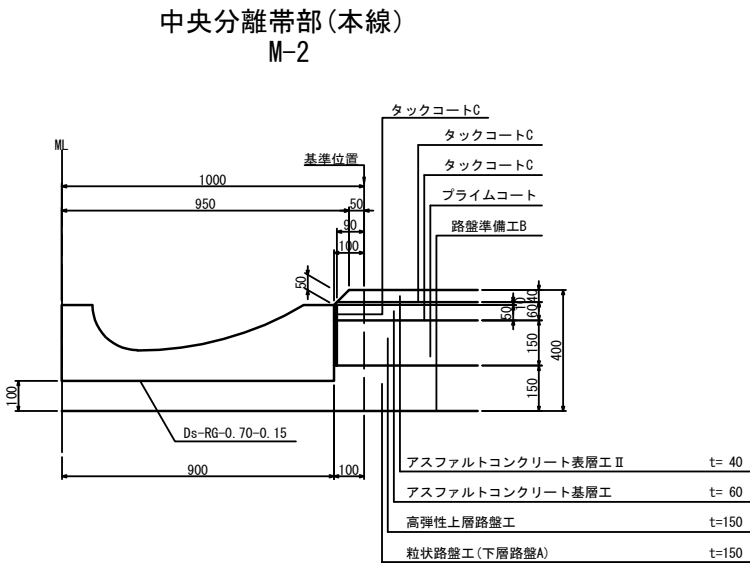 中央分離帯部(本線)
M-2
タックコートC
タックコートC
ML
基準位置
タックコートC
1000
プライムコート
950
50
90
路盤準備工B
100
50
40
10
60
50
150
400
150
100
Ds-RG-0.70-0.15
900
100
アスファルトコンクリート表層工Ⅱ t= 40
アスファルトコンクリート基層工 t= 60
高弾性上層路盤工 t=150
粒状路盤工(下層路盤A) t=150